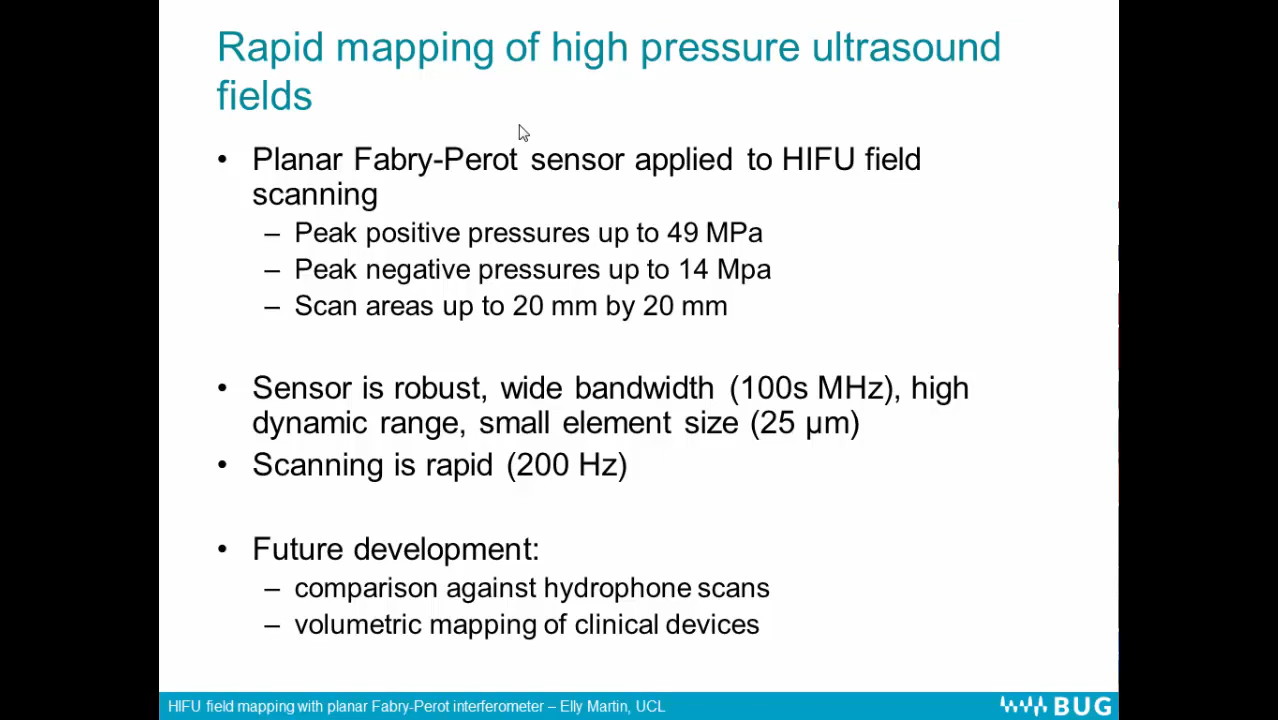 Rapid mapping of high pressure ultrasound
fields
• Planar Fabry-Perot sensor applied to HIFU field
scanning
– Peak positive pressures up to 49 MPa
– Peak negative pressures up to 14 Mpa
– Scan areas up to 20 mm by 20 mm
• Sensor is robust, wide bandwidth (100s MHz), high
dynamic range, small element size (25 µm)
• Scanning is rapid (200 Hz)
• Future development:
– comparison against hydrophone scans
– volumetric mapping of clinical devices
HIFU field mapping with planar Fabry-Perot interferometer – Elly Martin, UCL
BUG